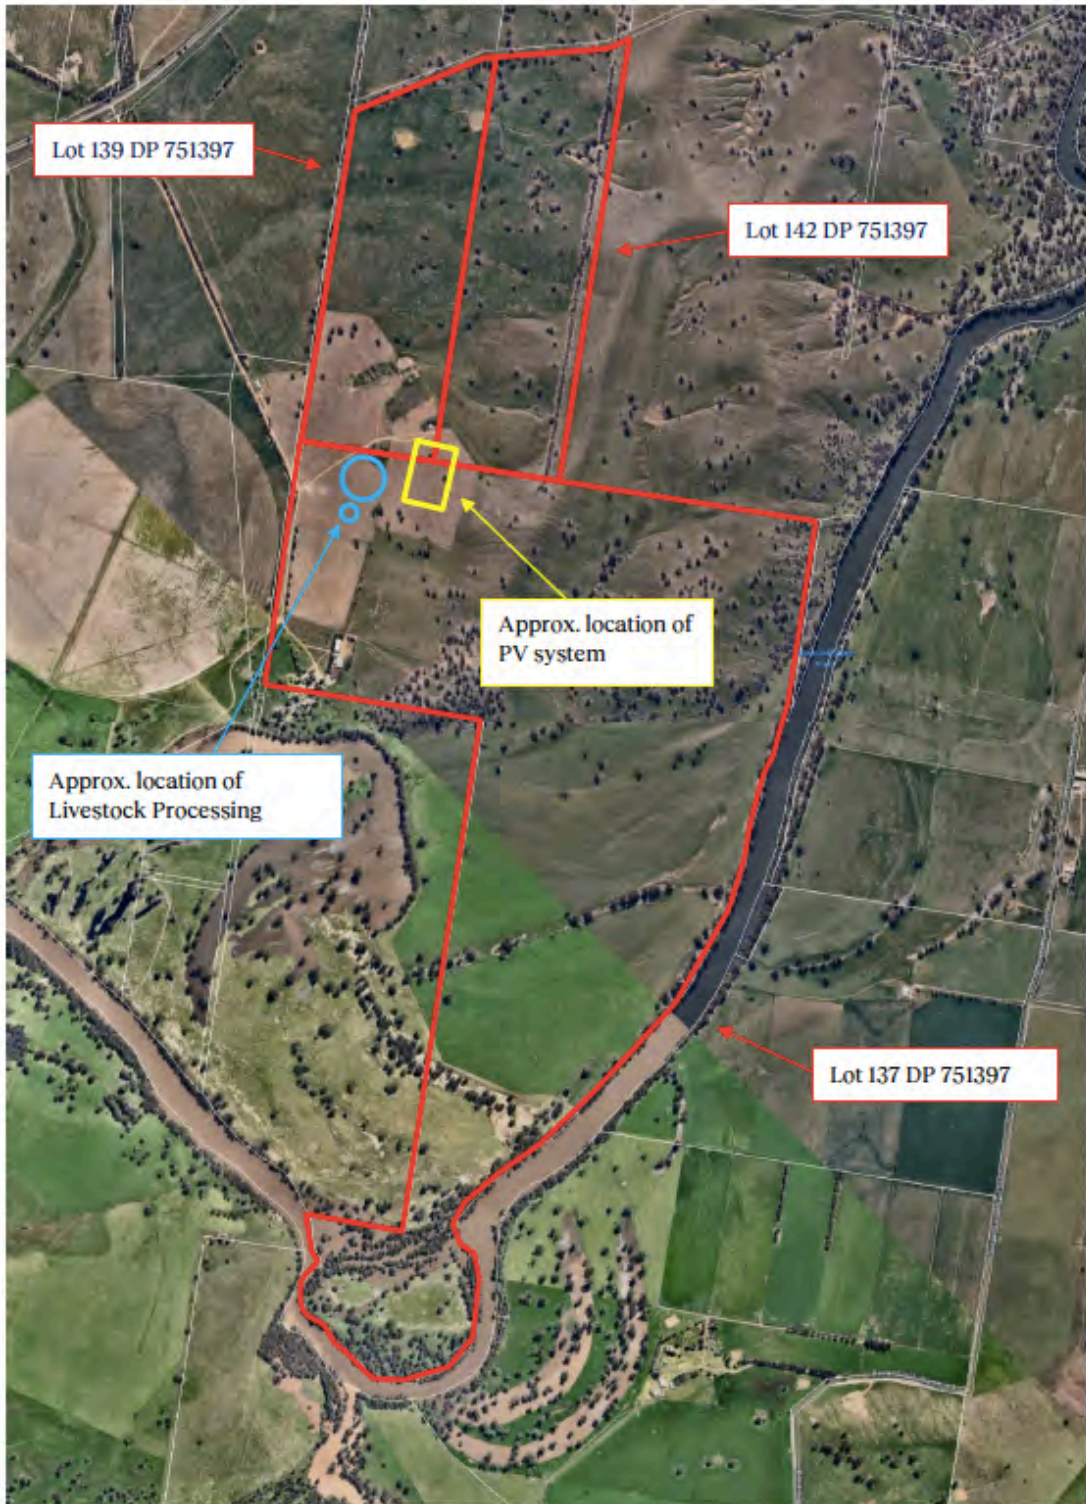 Lot 139 DP 751397
Lot 142 DP 751397
Approx. location of
PV system
Approx. location of
Livestock Processing
Lot 137 DP 751397